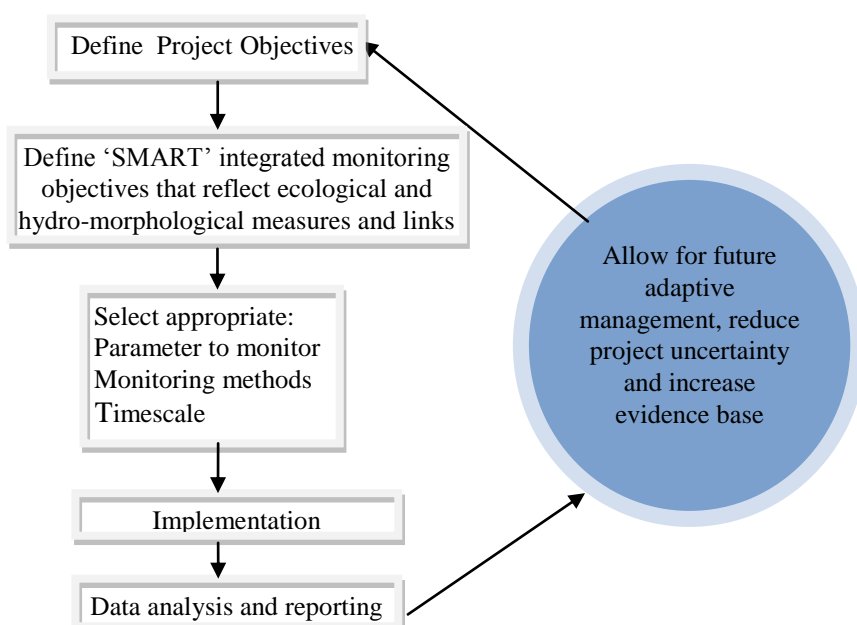 Define Project Objectives
Define ‘SMART’ integrated monitoring
objectives that reflect ecological and
hydro-morphological measures and links
Select appropriate:
Parameter to monitor
Monitoring methods
Timescale
Implementation
Data analysis and reporting
Allow for future
adaptive
management, reduce
project uncertainty
and increase
evidence base